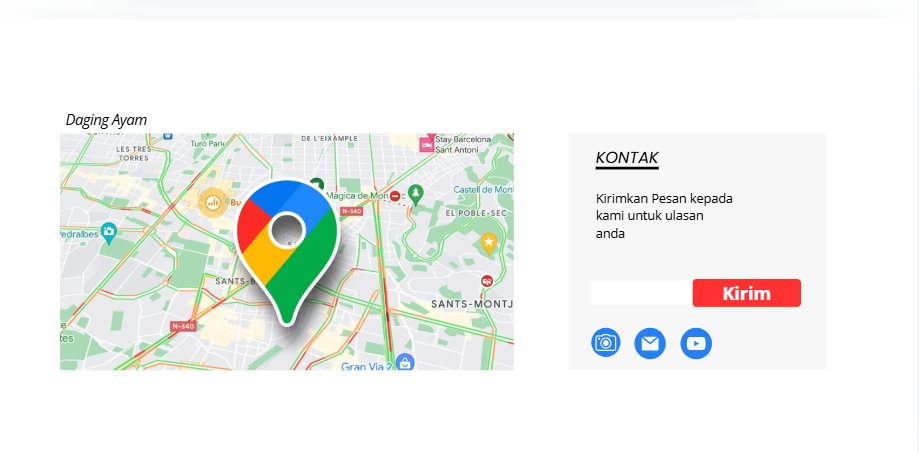 Daging Ayam
LES TRES
TORRES
Turó Park
DE L'EIXAMPLE
Stay Barcelona
Sant Antoni
Bu
Màgica de Mon
Castell de Mont
N-340
EL POBLE-SEC
Pedralbes
SANTS-B
SANTS-MONTJ
N-340
tes
Gran Via 2
KONTAK
Kirimkan Pesan kepada
kami untuk ulasan
anda
Kirim